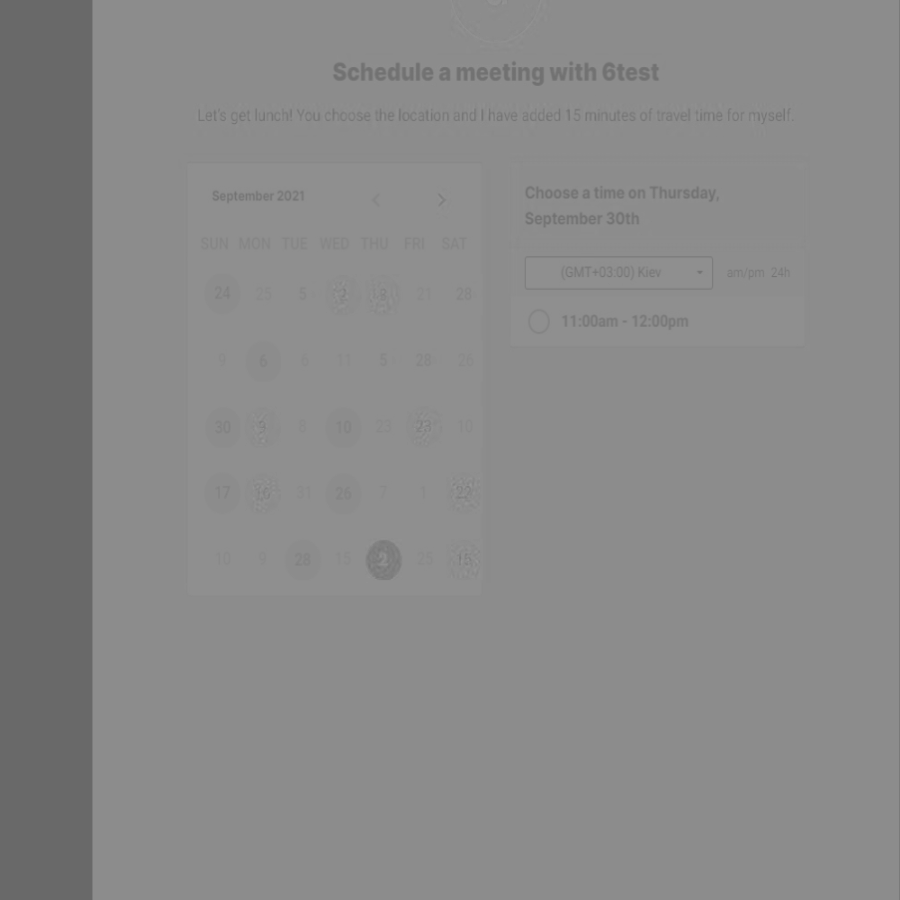 Schedule a meeting with 6test
Let's get lunch! You choose the location and I have added 15 minutes of travel time for myself.
September 2021
SUN MON TUE WED THU FRI SAT
24 25 5 2 3 21 28
9 6 6 11 5 28 26
30 9 8 10 23 23 10
17 16 31 26 7 1 22
10 9 28 15 2 25 15
Choose a time on Thursday,
September 30th
(GMT+03:00) Kiev am/pm 24h
11:00am - 12:00pm